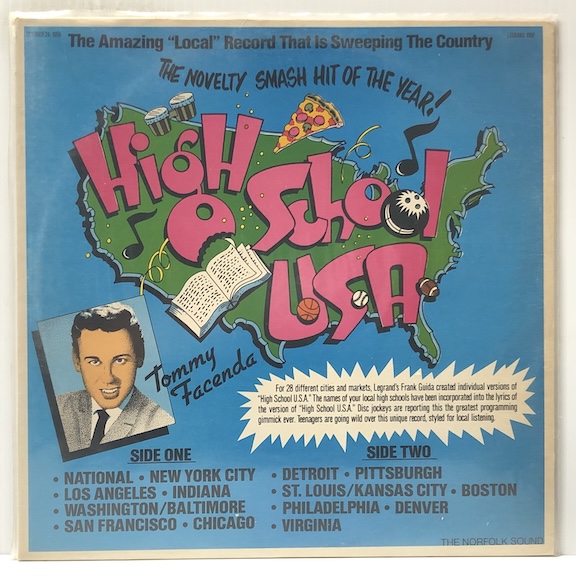 The Amazing "Local" Record That Is Sweeping The Country
THE NOVELTY SMASH HIT OF THE YEAR!
HIGH
SCHOOL
USA
Tommy
Facenda
For 28 different cities and markets, Legrand's Frank Guida created individual versions of
"High School U.S.A." The names of your local high schools have been incorporated into the lyrics of
the version of "High School U.S.A." Disc jockeys are reporting this the greatest programming
gimmick ever. Teenagers are going wild over this unique record, styled for local listening.
SIDE ONE
• NATIONAL • NEW YORK CITY
• LOS ANGELES • INDIANA
• WASHINGTON/BALTIMORE
• SAN FRANCISCO • CHICAGO
SIDE TWO
• DETROIT • PITTSBURGH
• ST. LOUIS/KANSAS CITY • BOSTON
• PHILADELPHIA • DENVER
• VIRGINIA
THE NORFOLK SOUND